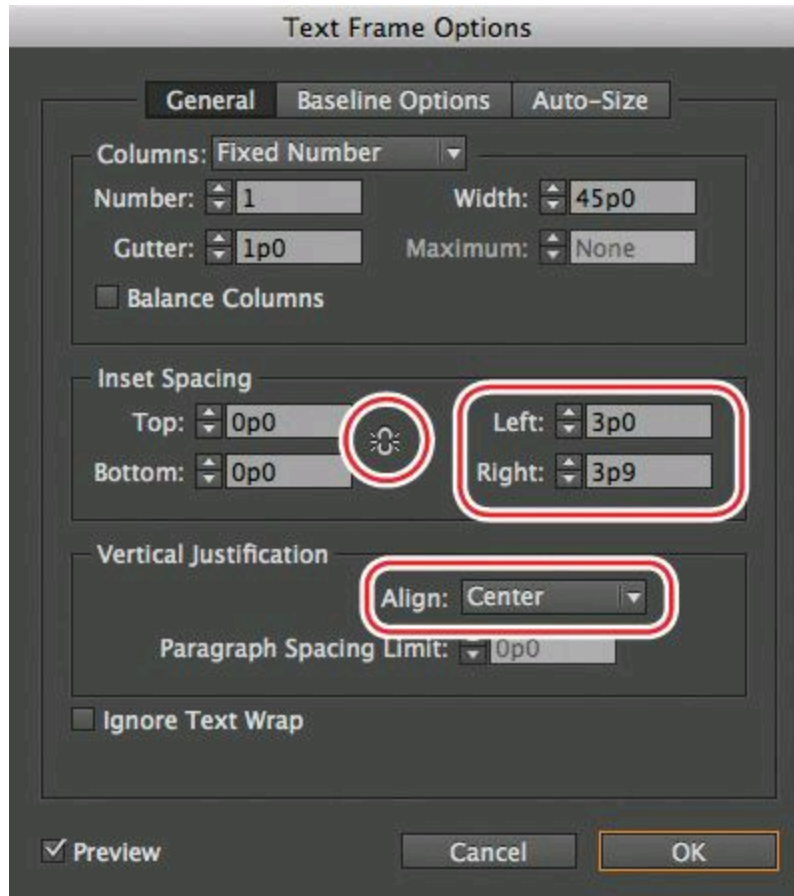 Text Frame Options
General Baseline Options Auto-Size
Columns: Fixed Number
Number: 1 Width: 45p0
Gutter: 1p0 Maximum: None
Balance Columns
Inset Spacing
Top: 0p0 Left: 3p0
Bottom: 0p0 Right: 3p9
Vertical Justification
Align: Center
Paragraph Spacing Limit: 0p0
Ignore Text Wrap
Preview Cancel OK